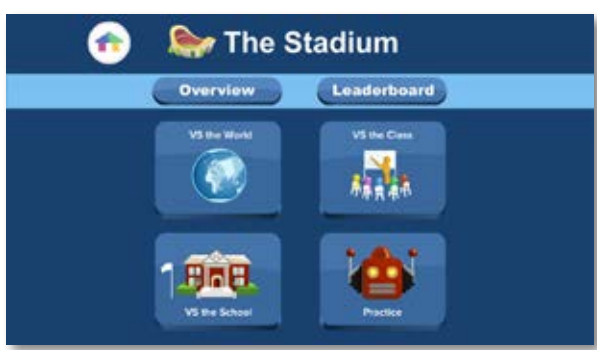 The Stadium
Overview Leaderboard
VS the World VS the Class
VS the School Practice